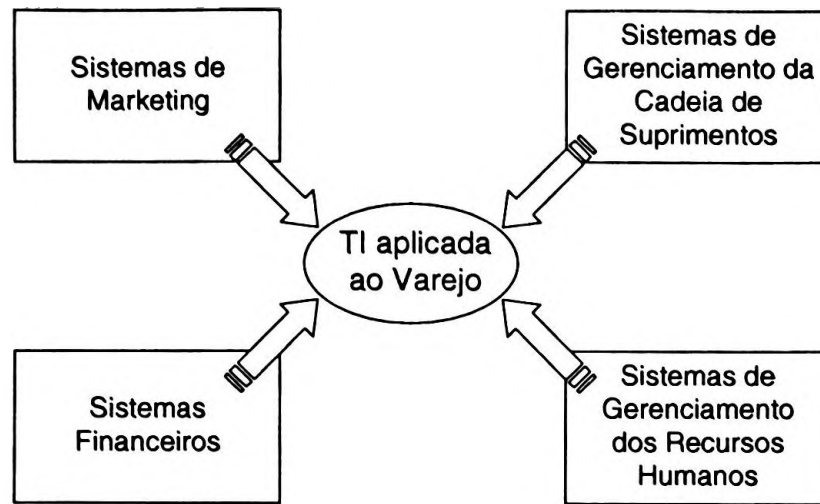 Sistemas de
Marketing
Sistemas de
Gerenciamento da
Cadeia de
Suprimentos
TI aplicada
ao Varejo
Sistemas
Financeiros
Sistemas de
Gerenciamento
dos Recursos
Humanos